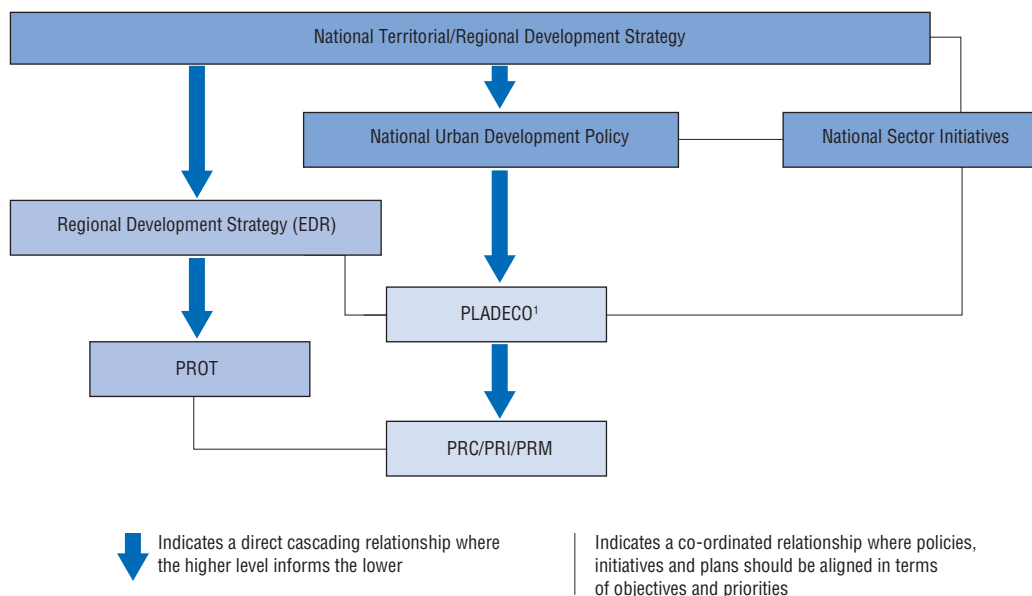 National Territorial/Regional Development Strategy
National Urban Development Policy
National Sector Initiatives
Regional Development Strategy (EDR)
PLADECO¹
PROT
PRC/PRI/PRM
Indicates a direct cascading relationship where
the higher level informs the lower
Indicates a co-ordinated relationship where policies,
initiatives and plans should be aligned in terms
of objectives and priorities